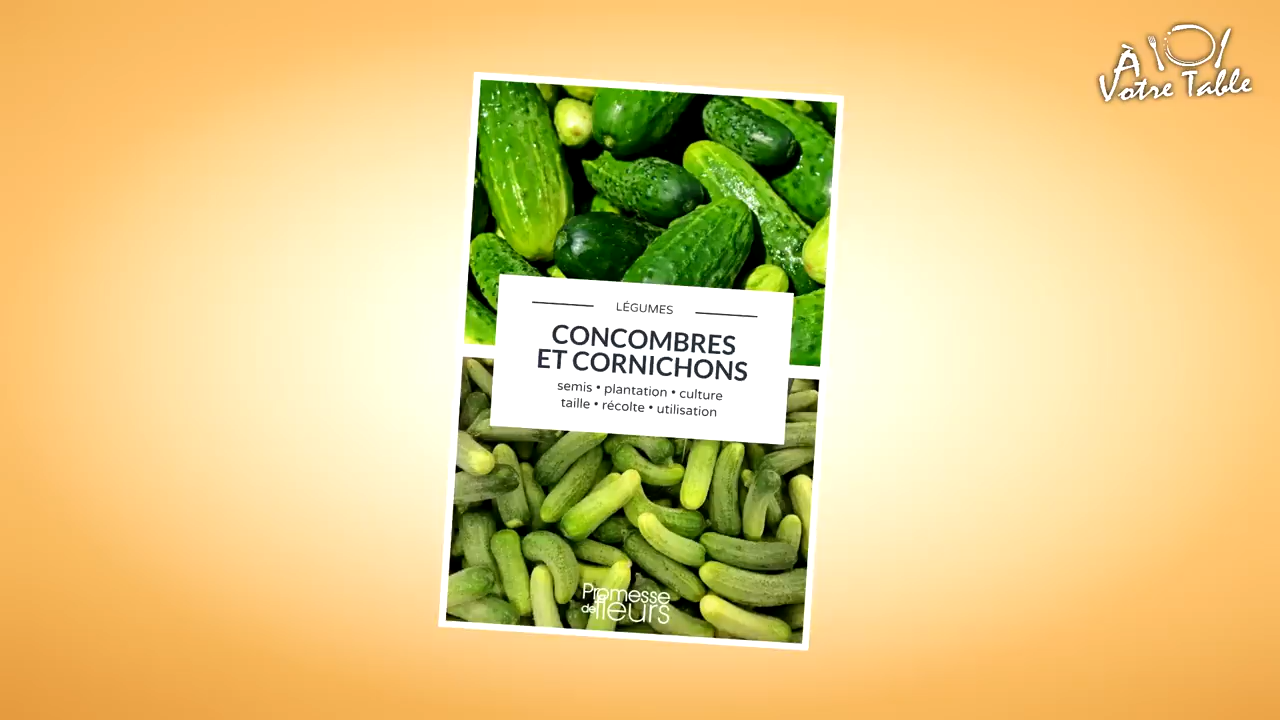 À
Votre Table
LÉGUMES
CONCOMBRES
ET CORNICHONS
semis • plantation • culture
taille • récolte • utilisation
Promesse
de fleurs